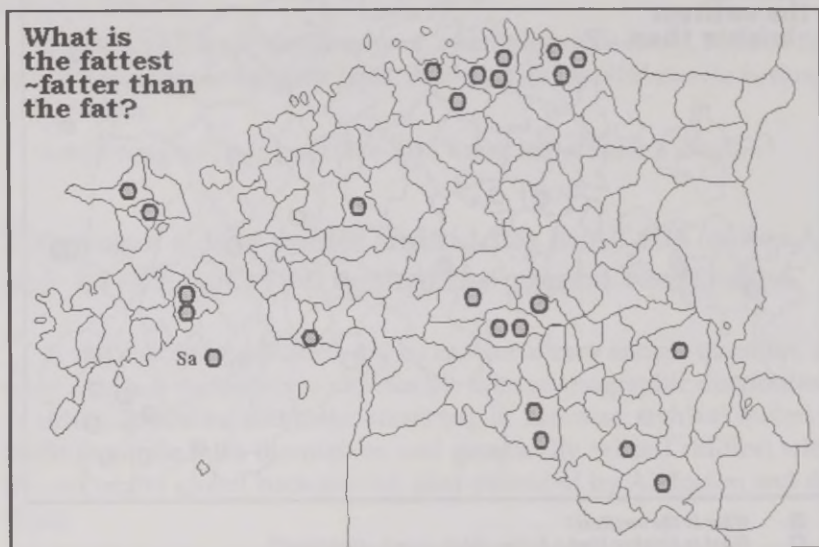 What is
the fattest
~fatter than
the fat?
Sa